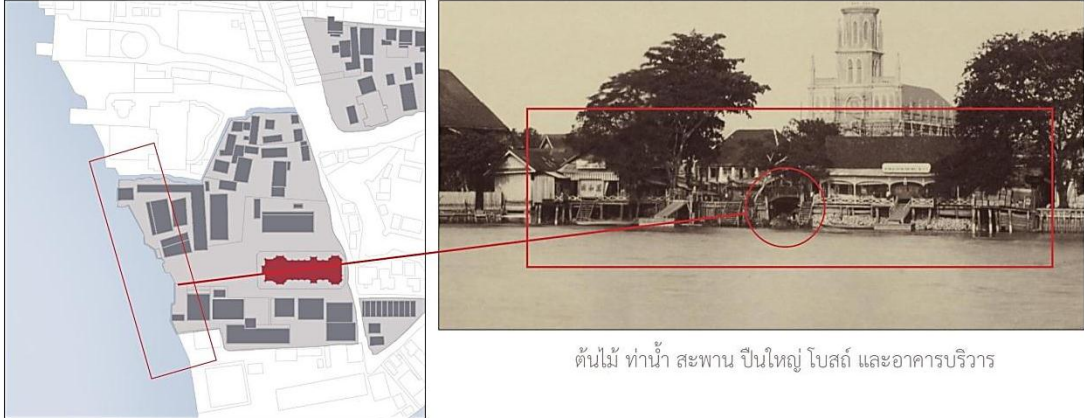 ต้นไม้ ท่าน้ำ สะพาน ปืนใหญ่ โบสถ์ และอาคารบริวาร